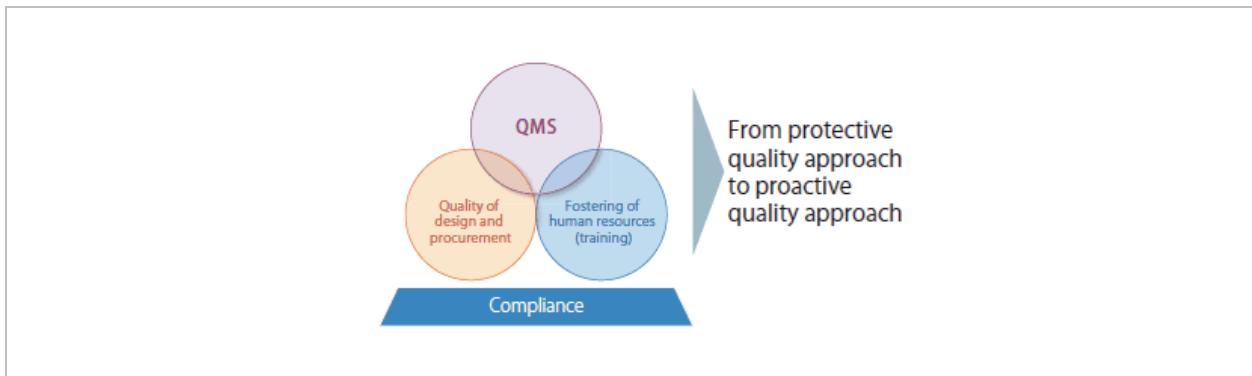 QMS
Quality of
design and
procurement
Fostering of
human resources
(training)
Compliance
From protective
quality approach
to proactive
quality approach